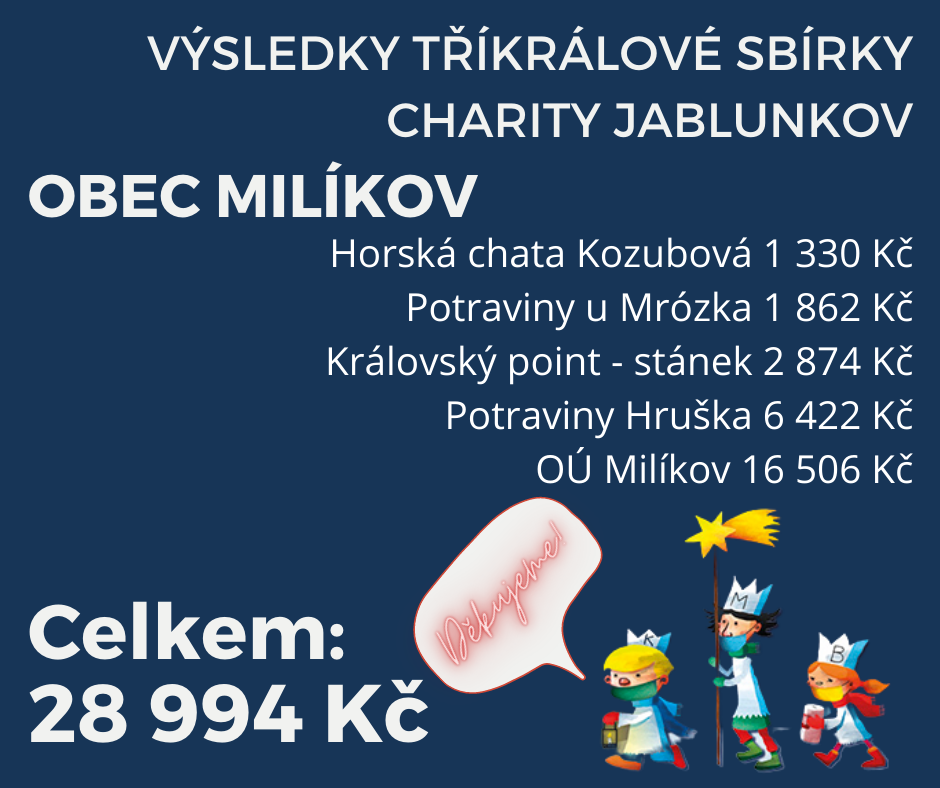 VÝSLEDKY TŘÍKRÁLOVÉ SBÍRKY
CHARITY JABLUNKOV
OBEC MILÍKOV
Horská chata Kozubová 1 330 Kč
Potraviny u Mrózka 1 862 Kč
Královský point - stánek 2 874 Kč
Potraviny Hruška 6 422 Kč
OÚ Milíkov 16 506 Kč
Děkujeme!
Celkem:
28 994 Kč
K
M
B